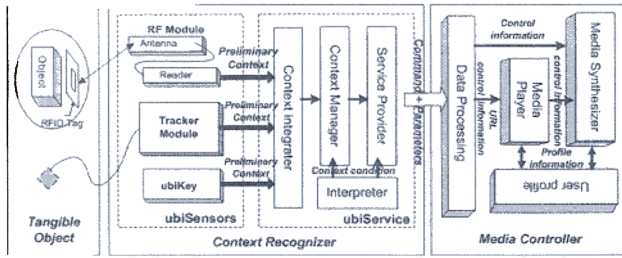 Object
RFID Tag
Tangible
Object
RF Module
Antenna
Reader
Tracker
Module
ubiKey
ubiSensors
Preliminary
Context
Preliminary
Context
Preliminary
Context
Context integrater
Context Manager
Service Provider
Context condition
Interpreter
ubiService
Context Recognizer
Command + Parameters
Data Processing
Control
information
control information
URL
Media
Player
control information
Media Synthesizer
Profile
information
User profile
Media Controller